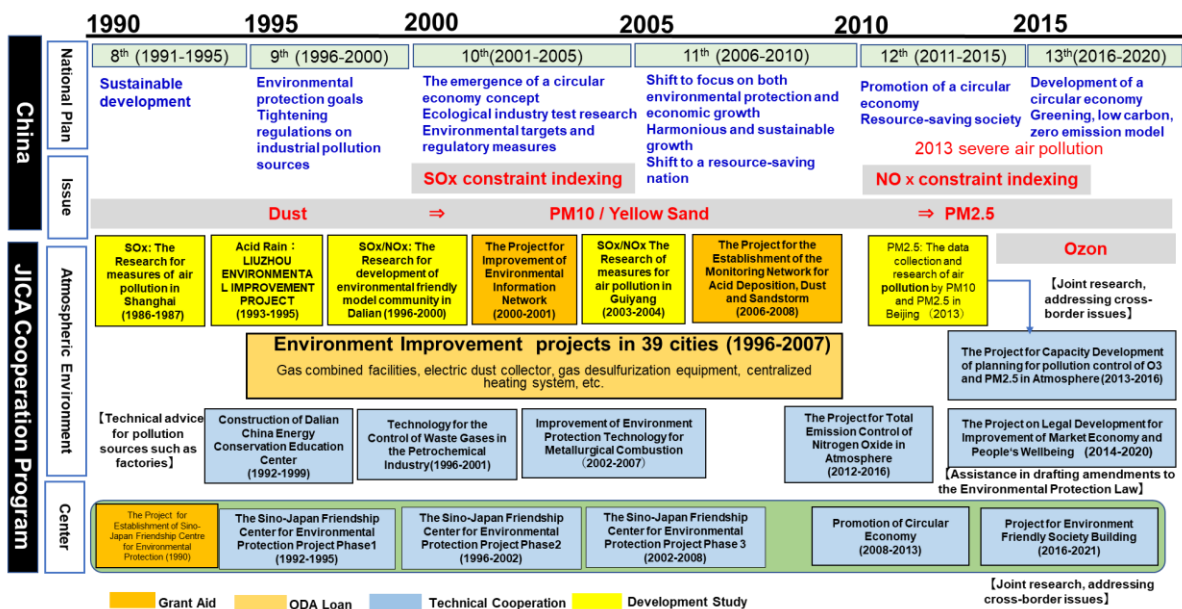 1990
1995
2000
2005
2010
2015
China
National Plan
8th (1991-1995)
9th (1996-2000)
10th(2001-2005)
11th (2006-2010)
12th (2011-2015)
13th(2016-2020)
Sustainable
development
Environmental
protection goals
Tightening
regulations on
industrial pollution
sources
The emergence of a circular
economy concept
Ecological industry test research
Environmental targets and
regulatory measures
Shift to focus on both
environmental protection and
economic growth
Harmonious and sustainable
growth
Shift to a resource-saving
nation
Promotion of a circular
economy
Resource-saving society
Development of a
circular economy
Greening, low carbon,
zero emission model
2013 severe air pollution
Issue
SOx constraint indexing
NO x constraint indexing
Dust ⇒ PM10 / Yellow Sand ⇒ PM2.5
Ozon
JICA Cooperation Program
Atmospheric Environment
SOx: The
Research for
measures of air
pollution in
Shanghai
(1986-1987)
Acid Rain：
LIUZHOU
ENVIRONMENTA
L IMPROVEMENT
PROJECT
(1993-1995)
SOx/NOx: The
Research for
development of
environmental friendly
model community in
Dalian (1996-2000)
The Project for
Improvement of
Environmental
Information
Network
(2000-2001)
SOx/NOx The
Research of
measures for
air pollution in
Guiyang
(2003-2004)
The Project for the
Establishment of the
Monitoring Network for
Acid Deposition, Dust
and Sandstorm
(2006-2008)
PM2.5: The data
collection and
research of air
pollution by PM10
and PM2.5 in
Beijing （2013）
【Joint research,
addressing cross-
border issues】
Environment Improvement projects in 39 cities (1996-2007)
Gas combined facilities, electric dust collector, gas desulfurization equipment, centralized
heating system, etc.
The Project for Capacity Development
of planning for pollution control of O3
and PM2.5 in Atmosphere(2013-2016)
【Technical advice
for pollution
sources such as
factories】
Construction of Dalian
China Energy
Conservation Education
Center
(1992-1999)
Technology for the
Control of Waste Gases in
the Petrochemical
Industry(1996-2001)
Improvement of Environment
Protection Technology for
Metallurgical Combustion
(2002-2007）
The Project for Total
Emission Control of
Nitrogen Oxide in
Atmosphere
(2012-2016)
The Project on Legal Development for
Improvement of Market Economy and
People's Wellbeing (2014-2020)
【Assistance in drafting amendments to
the Environmental Protection Law】
Center
The Project for
Establishment of Sino-
Japan Friendship Centre
for Environmental
Protection (1990)
The Sino-Japan Friendship
Center for Environmental
Protection Project Phase1
(1992-1995)
The Sino-Japan Friendship
Center for Environmental
Protection Project Phase2
(1996-2002)
The Sino-Japan Friendship
Center for Environmental
Protection Project Phase 3
(2002-2008)
Promotion of Circular
Economy
(2008-2013)
Project for Environment
Friendly Society Building
(2016-2021)
【Joint research, addressing
cross-border issues】
Grant Aid
ODA Loan
Technical Cooperation
Development Study